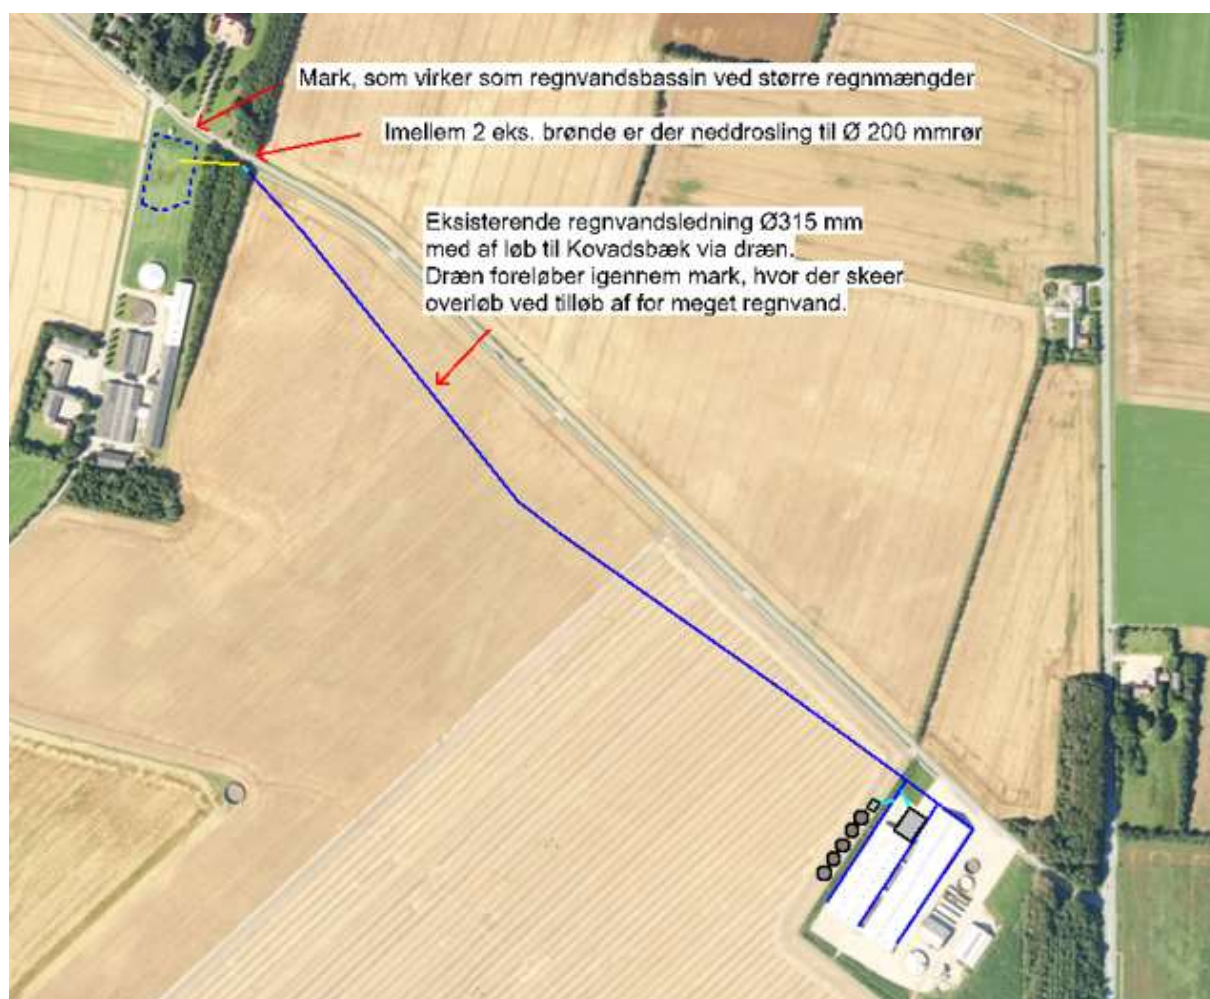 Mark, som virker som regnvandsbassin ved større regnmængder
Imellem 2 eks. brønde er der neddrosling til Ø 200 mmrør
Eksisterende regnvandsledning Ø315 mm
med af løb til Kovadsbæk via dræn.
Dræn foreløber igennem mark, hvor der skeer
overløb ved tilløb af for meget regnvand.